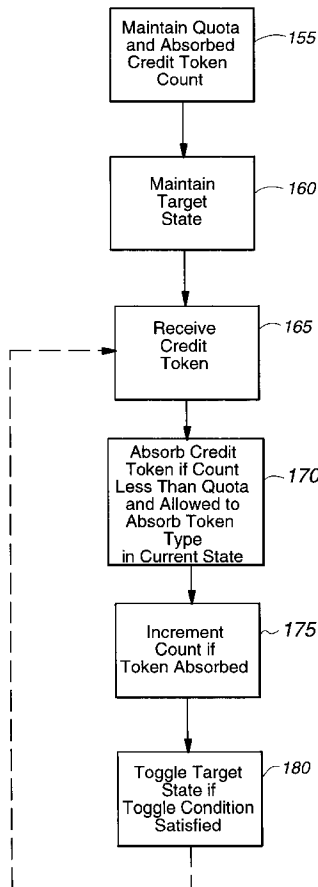 Maintain Quota
and Absorbed
Credit Token
Count
155
Maintain
Target
State
160
Receive
Credit
Token
165
Absorb Credit
Token if Count
Less Than Quota
and Allowed to
Absorb Token
Type
in Current State
170
Increment
Count if
Token Absorbed
175
Toggle Target
State if
Toggle Condition
Satisfied
180